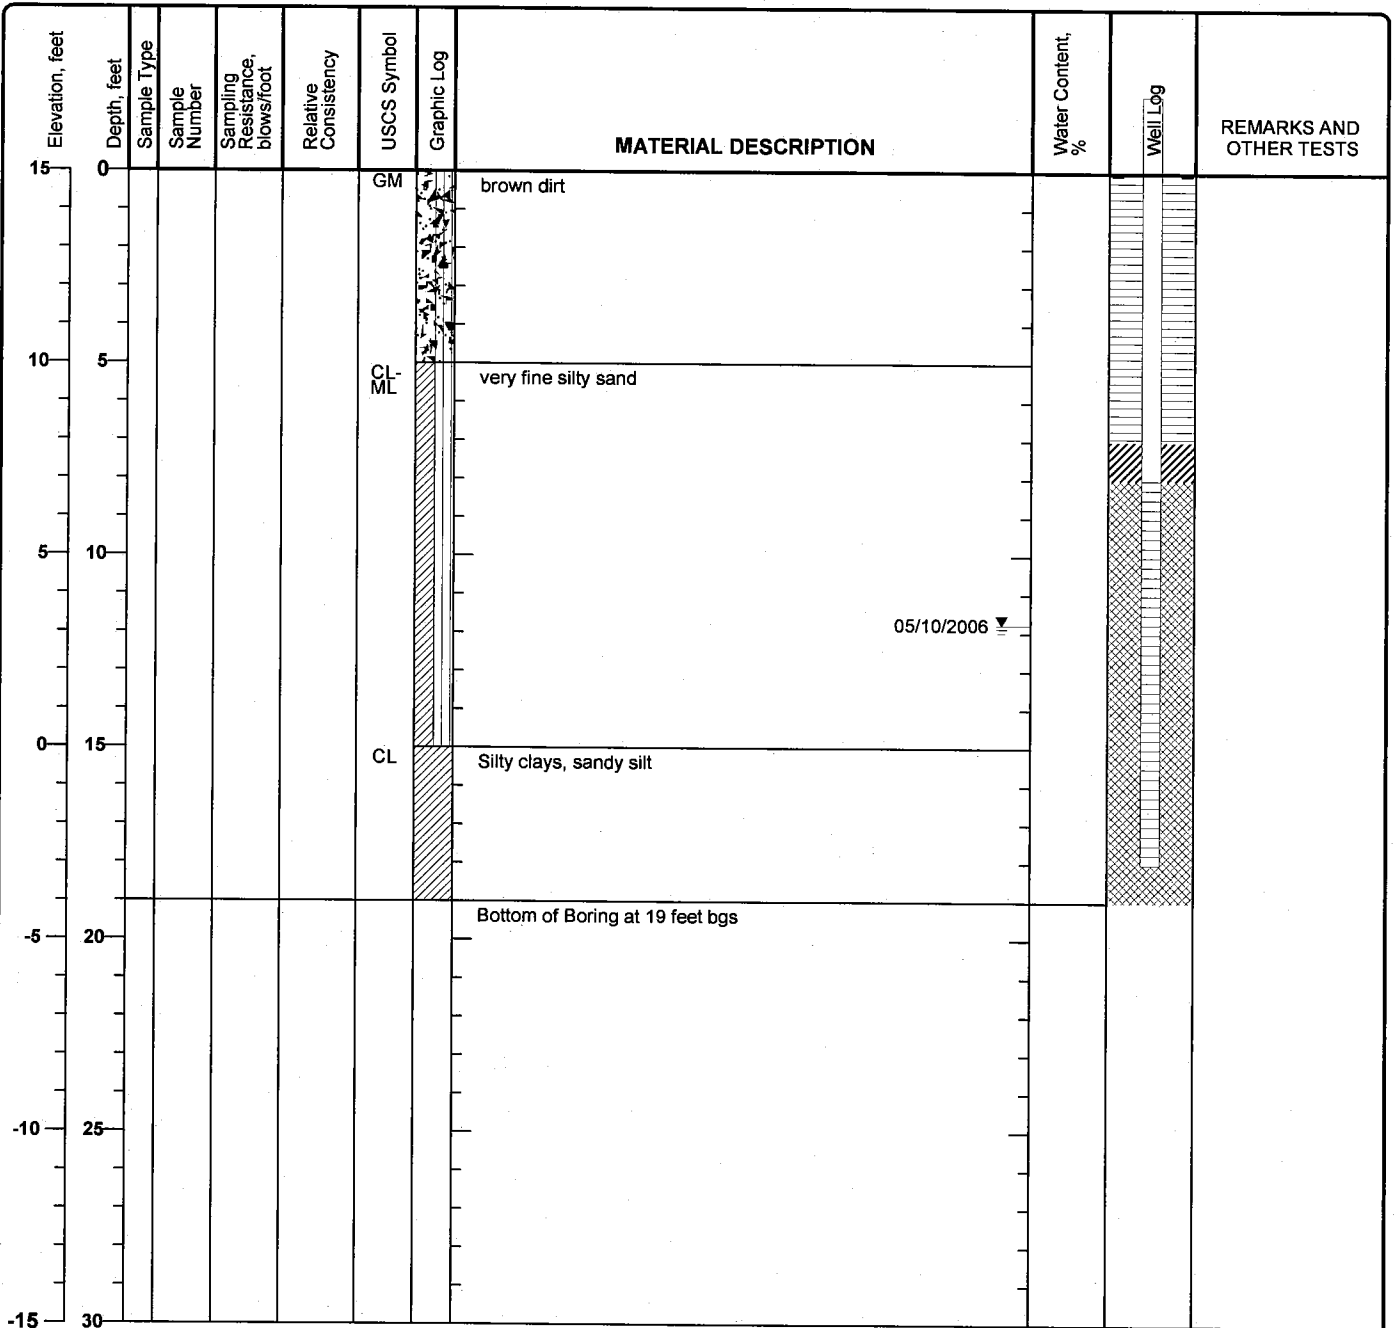 Elevation, feet
Depth, feet
Sample Type
Sample
Number
Sampling
Resistance,
blows/foot
Relative
Consistency
USCS Symbol
Graphic Log
MATERIAL DESCRIPTION
Water Content,
%
Well Log
REMARKS AND
OTHER TESTS
15 0
GM brown dirt
10 5
CL-
ML
very fine silty sand
5 10
05/10/2006
0 15
CL Silty clays, sandy silt
Bottom of Boring at 19 feet bgs
-5 20
-10 25
-15 30